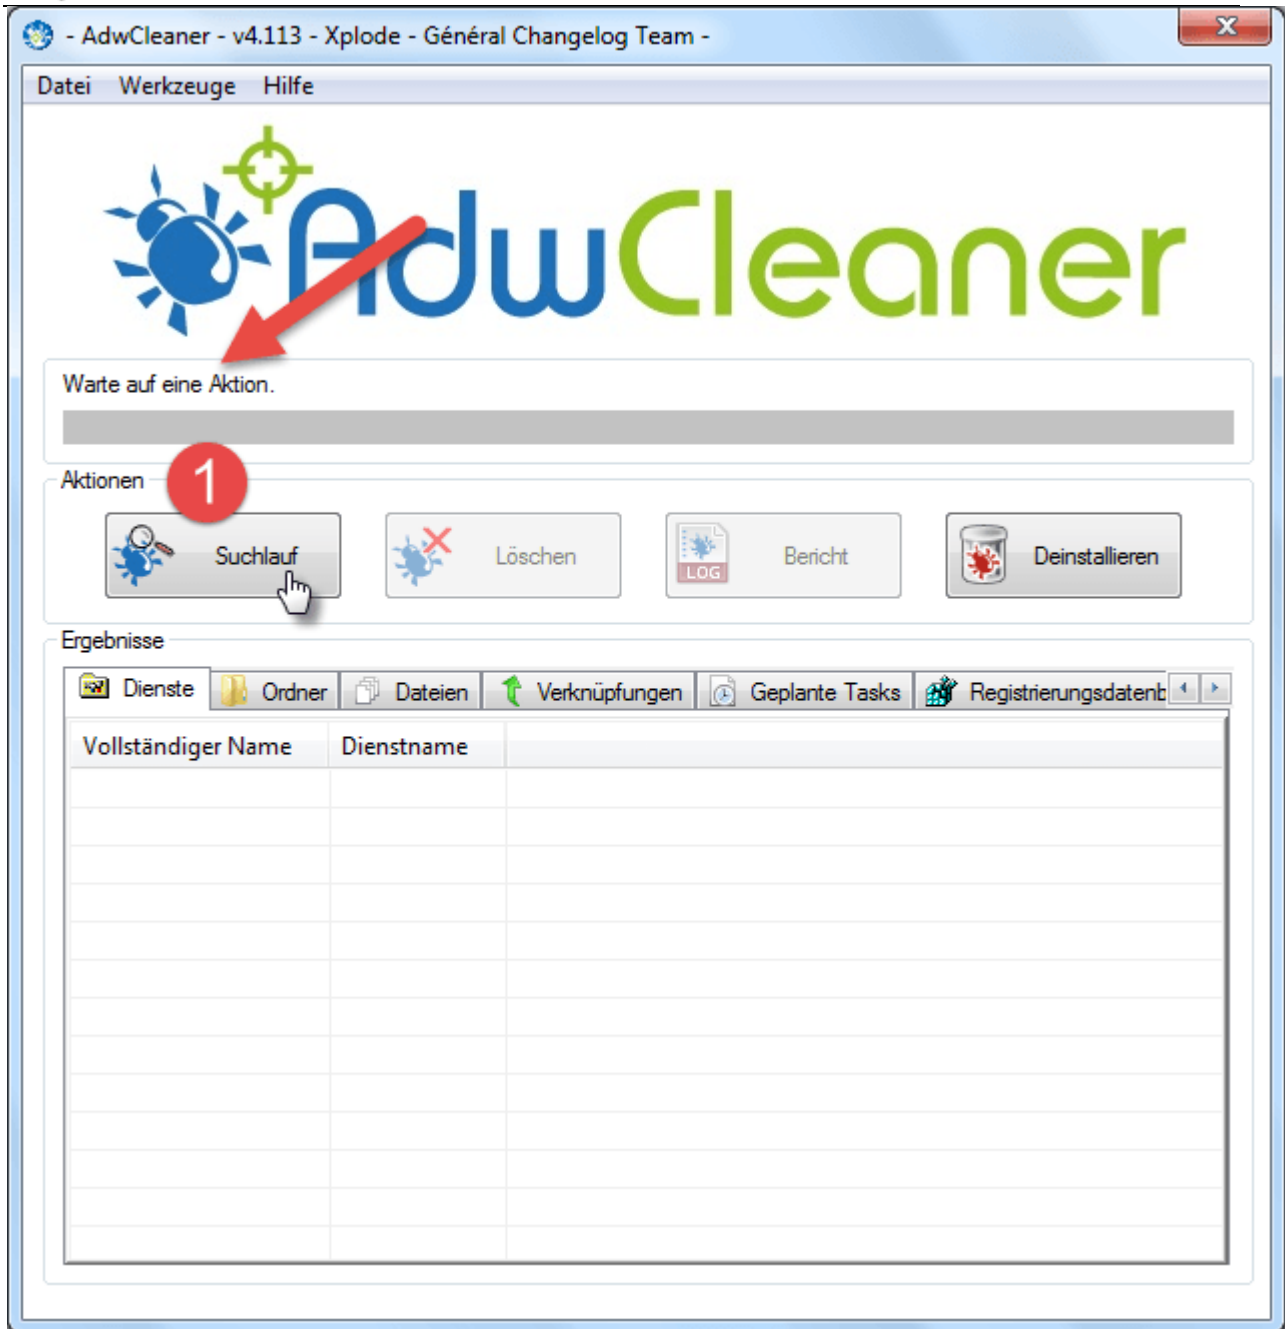 - AdwCleaner - v4.113 - Xplode - Général Changelog Team -
Datei Werkzeuge Hilfe
AdwCleaner
Warte auf eine Aktion.
Aktionen
1
Suchlauf Löschen LOG Bericht Deinstallieren
Ergebnisse
Dienste Ordner Dateien Verknüpfungen Geplante Tasks Registrierungsdatenb
Vollständiger Name Dienstname